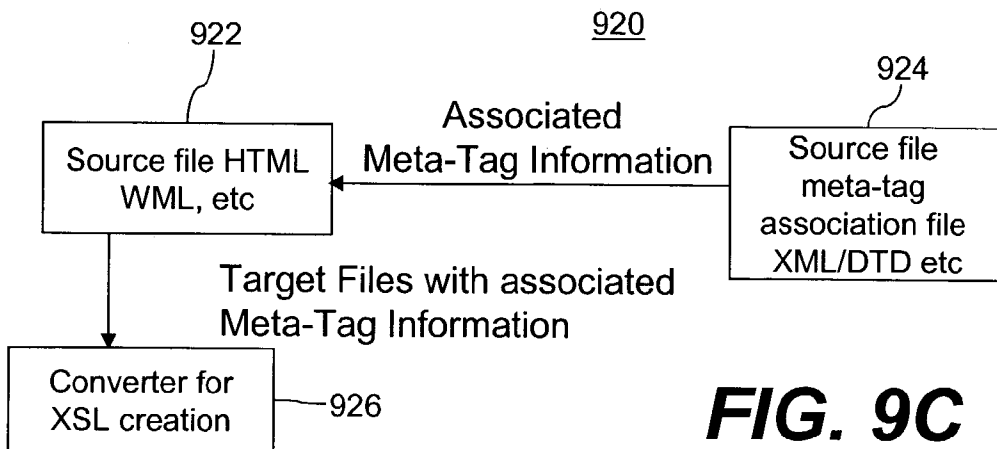 920
922
924
Associated
Meta-Tag Information
Source file HTML
WML, etc
Source file
meta-tag
association file
XML/DTD etc
Target Files with associated
Meta-Tag Information
Converter for
XSL creation
926
FIG. 9C